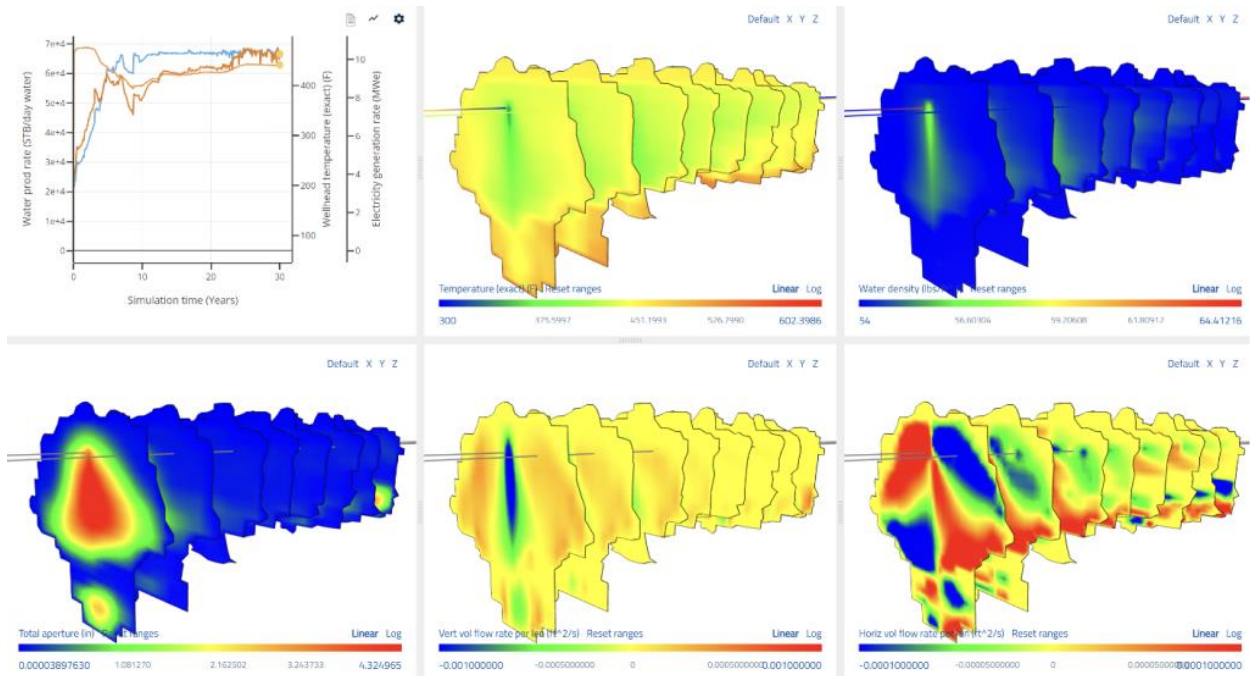 Water prod rate (STB/day water)
7e+4
6e+4
5e+4
4e+4
3e+4
2e+4
1e+4
0
0
10
20
30
Simulation time (Years)
400
300
200
100
Wellhead temperature (exact) (F)
10
8
6
4
2
0
Electricity generation rate (MWe)
Default X Y Z
Temperature (exact) (F) Reset ranges
Linear Log
300
375.5997
451.1993
526.7990
602.3986
Default X Y Z
Water density (lbs/ Reset ranges
Linear Log
54
56.60304
59.20608
61.80912
64.41216
Default X Y Z
Total aperture (in) Reset ranges
Linear Log
0.00003897630
1.081270
2.162502
3.243733
4.324965
Default X Y Z
Vert vol flow rate per len (ft^2/s) Reset ranges
Linear Log
-0.001000000
-0.0005000000
0
0.0005000000
0.001000000
Default X Y Z
Horiz vol flow rate per len (ft^2/s) Reset ranges
Linear Log
-0.0001000000
-0.00005000000
0
0.0001000000